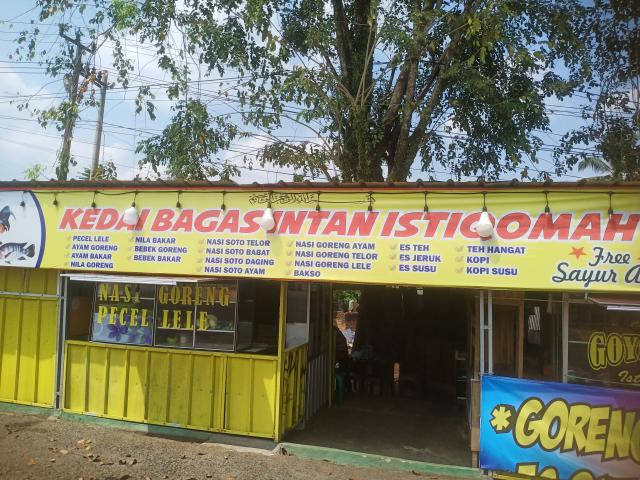 KEDAI BAGAS INTAN ISTIQOMAH
PECEL LELE
AYAM GORENG
AYAM BAKAR
NILA GORENG
NILA BAKAR
BEBEK GORENG
BEBEK BAKAR
NASI SOTO TELOR
NASI SOTO BABAT
NASI SOTO DAGING
NASI SOTO AYAM
NASI GORENG AYAM
NASI GORENG TELOR
NASI GORENG LELE
BAKSO
ES TEH
ES JERUK
ES SUSU
TEH HANGAT
KOPI
KOPI SUSU
Free
Sayur
NASI GORENG
PECEL LELE
*GORENG